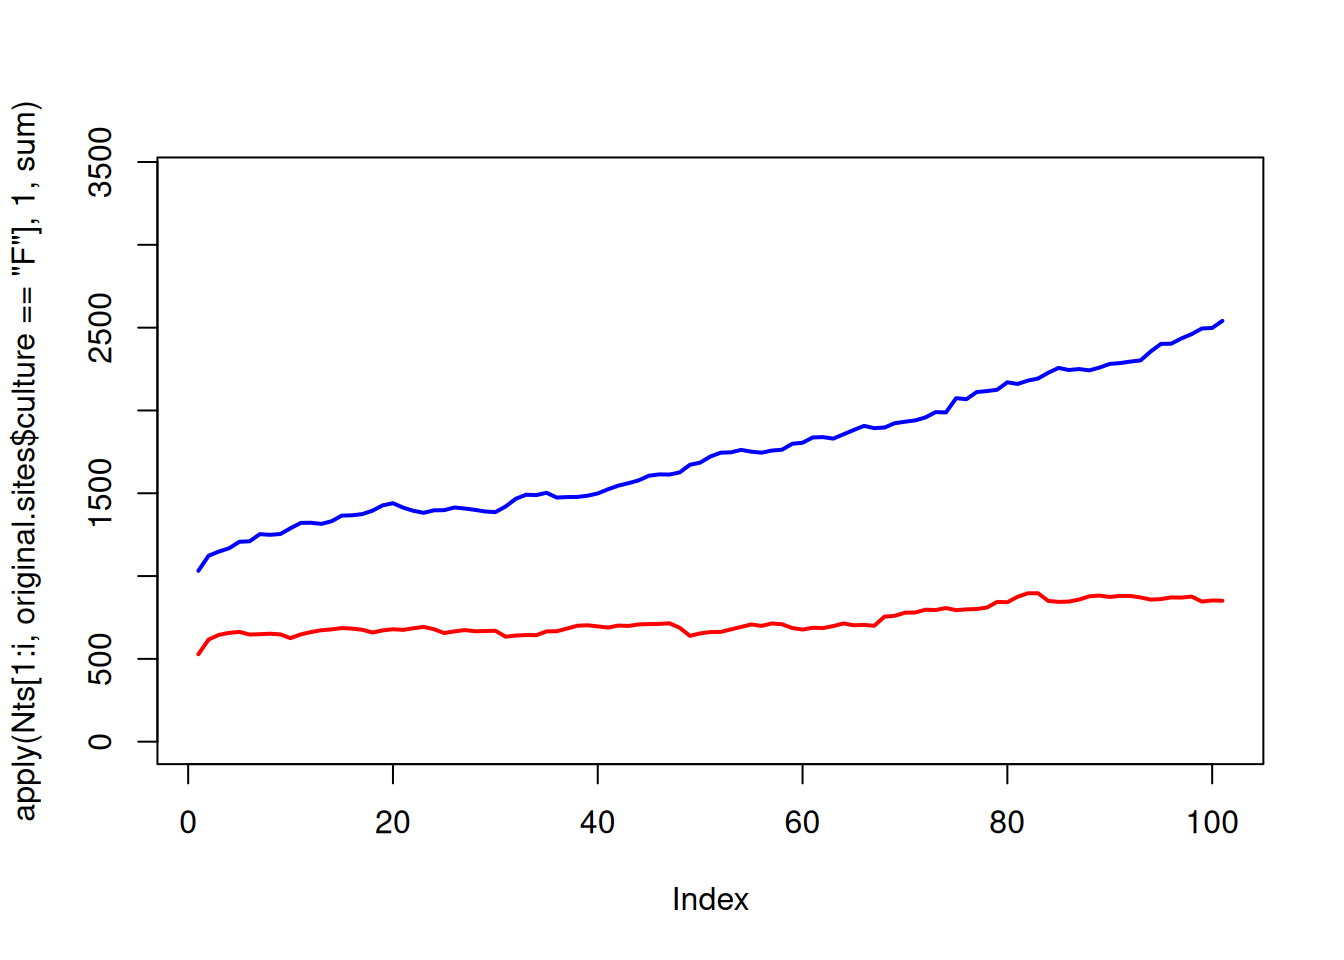 apply(Nts[1:i, original.sites$culture == "F"], 1, sum)
3500
2500
1500
500
0
0 20 40 60 80 100
Index